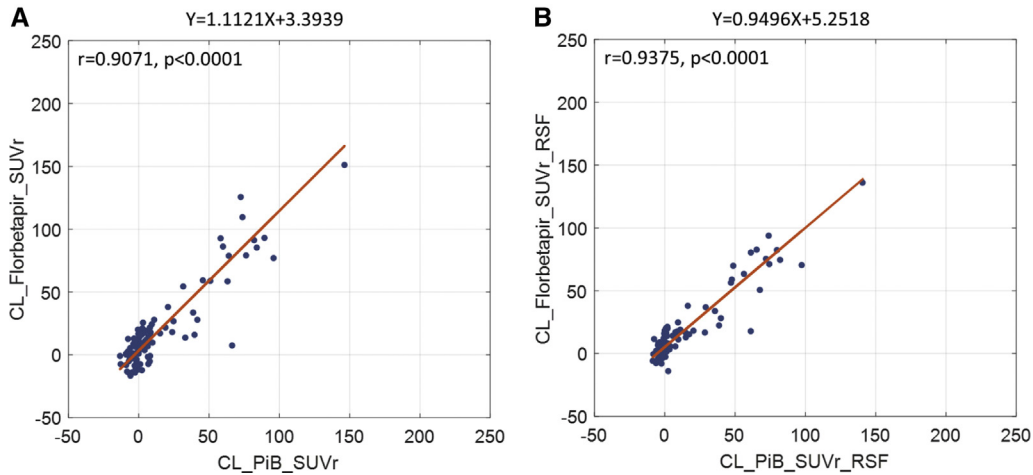 A
Y=1.1121X+3.3939
r=0.9071, p<0.0001
250
200
150
100
50
0
-50
-50 0 50 100 150 200 250
CL_Florbetapir_SUVr
CL_PiB_SUVr
B
Y=0.9496X+5.2518
r=0.9375, p<0.0001
250
200
150
100
50
0
-50
-50 0 50 100 150 200 250
CL_Florbetapir_SUVr_RSF
CL_PiB_SUVr_RSF